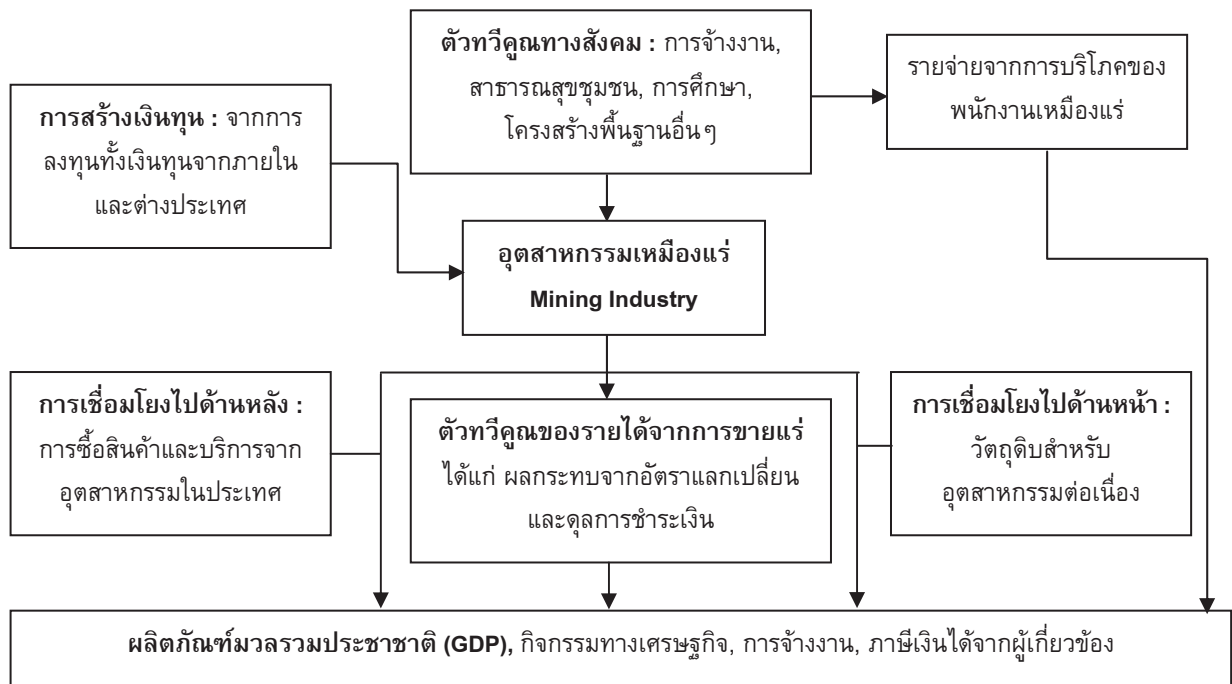 ตัวทวีคูณทางสังคม : การจ้างงาน,
สาธารณสุขชุมชน, การศึกษา,
โครงสร้างพื้นฐานอื่นๆ
รายจ่ายจากการบริโภคของ
พนักงานเหมืองแร่
การสร้างเงินทุน : จากการ
ลงทุนทั้งเงินทุนจากภายใน
และต่างประเทศ
อุตสาหกรรมเหมืองแร่
Mining Industry
การเชื่อมโยงไปด้านหลัง :
การซื้อสินค้าและบริการจาก
อุตสาหกรรมในประเทศ
ตัวทวีคูณของรายได้จากการขายแร่
ได้แก่ ผลกระทบจากอัตราแลกเปลี่ยน
และดุลการชำระเงิน
การเชื่อมโยงไปด้านหน้า :
วัตถุดิบสำหรับ
อุตสาหกรรมต่อเนื่อง
ผลิตภัณฑ์มวลรวมประชาชาติ (GDP), กิจกรรมทางเศรษฐกิจ, การจ้างงาน, ภาษีเงินได้จากผู้เกี่ยวข้อง